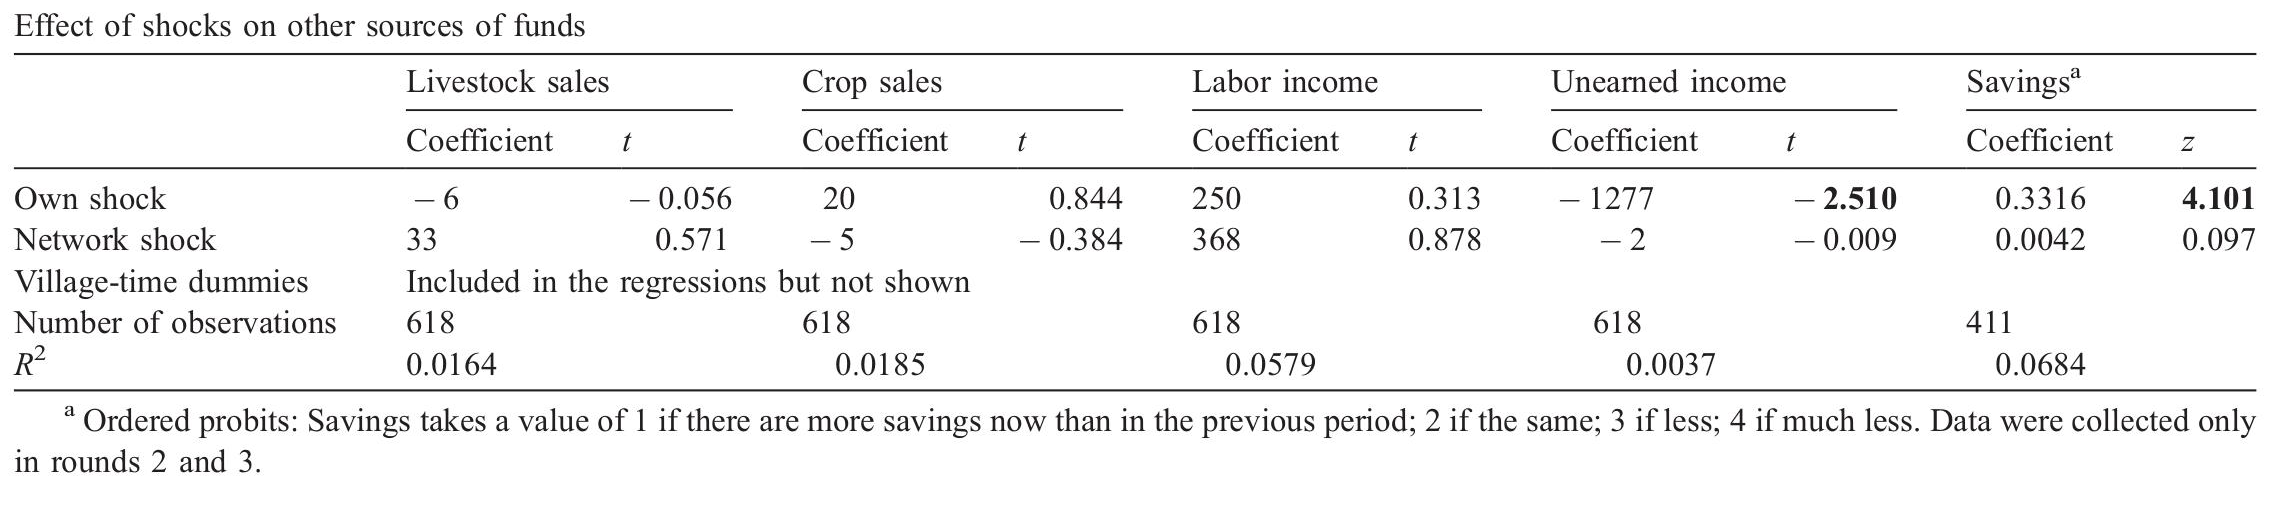 Effect of shocks on other sources of funds
Livestock sales Crop sales Labor income Unearned income Savingsᵃ
Coefficient t Coefficient t Coefficient t Coefficient t Coefficient z
Own shock − 6 − 0.056 20 0.844 250 0.313 − 1277 − 2.510 0.3316 4.101
Network shock 33 0.571 − 5 − 0.384 368 0.878 − 2 − 0.009 0.0042 0.097
Village-time dummies Included in the regressions but not shown
Number of observations 618 618 618 618 411
R² 0.0164 0.0185 0.0579 0.0037 0.0684
ᵃ Ordered probits: Savings takes a value of 1 if there are more savings now than in the previous period; 2 if the same; 3 if less; 4 if much less. Data were collected only
in rounds 2 and 3.